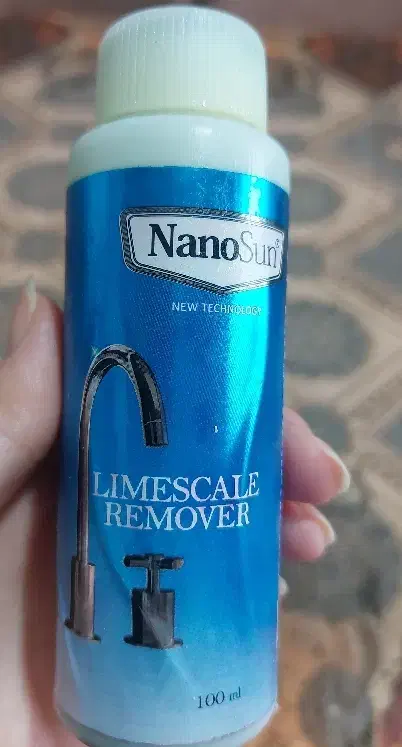 NanoSun®
NEW TECHNOLOGY
LIMESCALE
REMOVER
100 ml